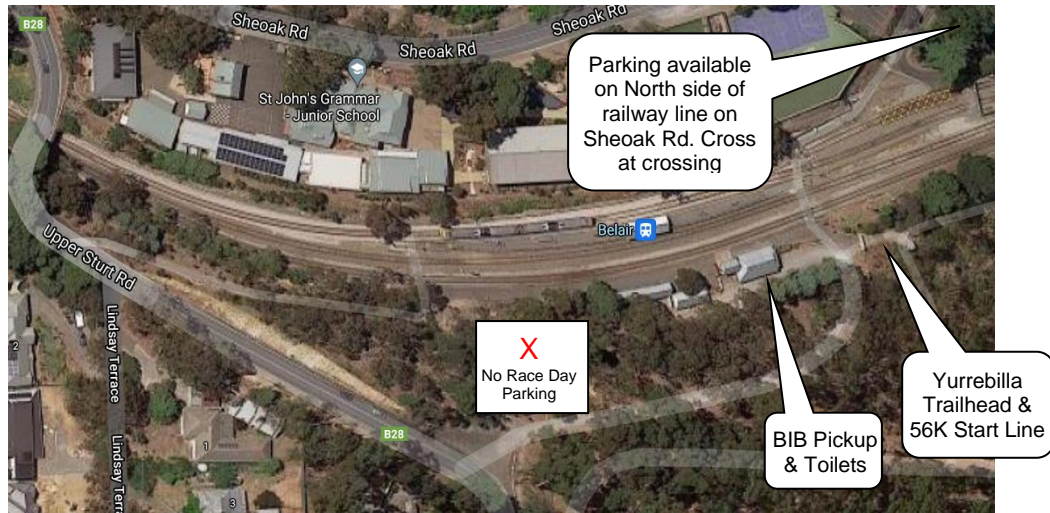 B28
Sheoak Rd
Sheoak Rd
Sheoak Rd
Parking available
on North side of
railway line on
Sheoak Rd. Cross
at crossing
St John's Grammar
- Junior School
Belair
Upper Sturt Rd
Lindsay Terrace
Lindsay Terrace
2
X
No Race Day
Parking
Yurrebilla
Trailhead &
56K Start Line
BIB Pickup
& Toilets
B28
1
3